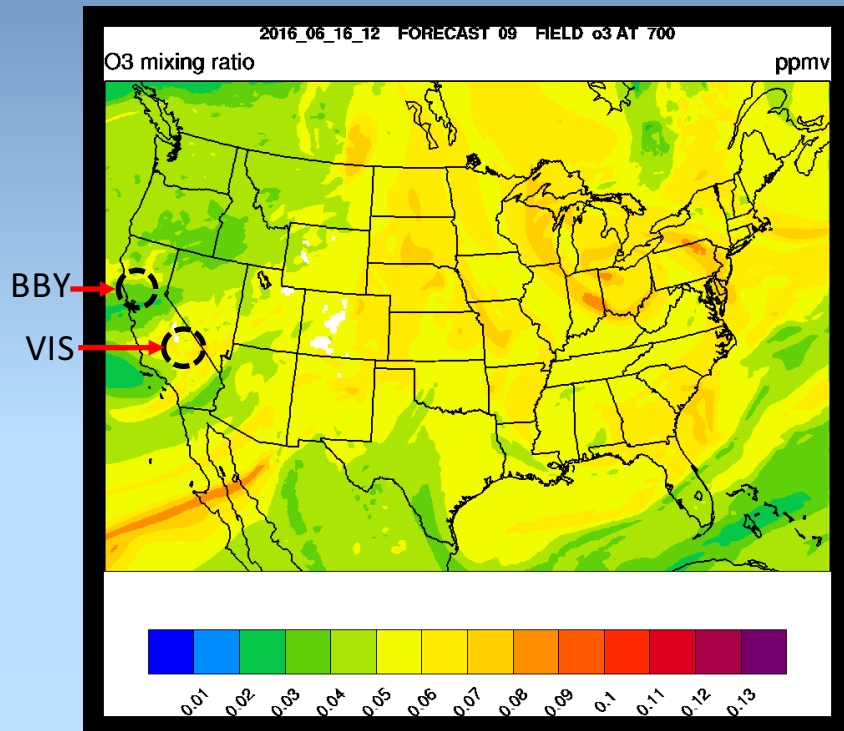 2016_06_16_12 FORECAST 09 FIELD o3 AT 700
O3 mixing ratio ppmv
BBY
VIS
0.01 0.02 0.03 0.04 0.05 0.06 0.07 0.08 0.09 0.1 0.11 0.12 0.13